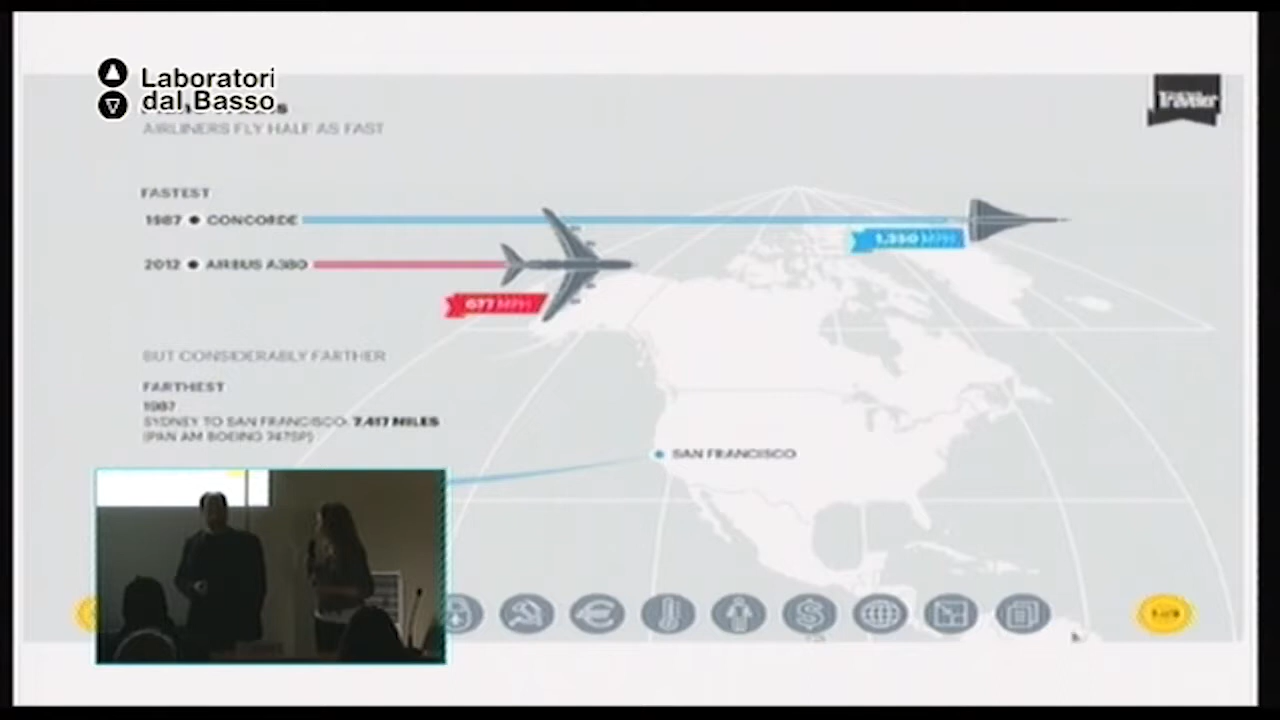 Laboratori
dal Basso
AIRLINERS FLY HALF AS FAST
Traveler
FASTEST
1987 ● CONCORDE
1,350 MPH
2012 ● AIRBUS A380
677 MPH
BUT CONSIDERABLY FARTHER
FARTHEST
1987
SYDNEY TO SAN FRANCISCO: 7,417 MILES
(PAN AM BOEING 747SP)
SAN FRANCISCO
$